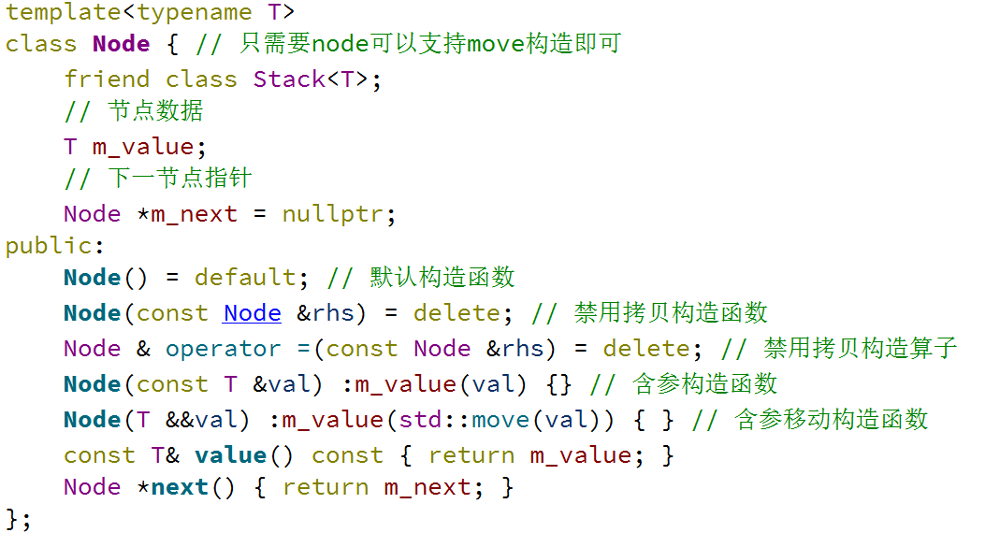 template<typename T>
class Node { // 只需要node可以支持move构造即可
    friend class Stack<T>;
    // 节点数据
    T m_value;
    // 下一节点指针
    Node *m_next = nullptr;
public:
    Node() = default; // 默认构造函数
    Node(const Node &rhs) = delete; // 禁用拷贝构造函数
    Node & operator =(const Node &rhs) = delete; // 禁用拷贝构造算子
    Node(const T &val) :m_value(val) {} // 含参构造函数
    Node(T &&val) :m_value(std::move(val)) { } // 含参移动构造函数
    const T& value() const { return m_value; }
    Node *next() { return m_next; }
};